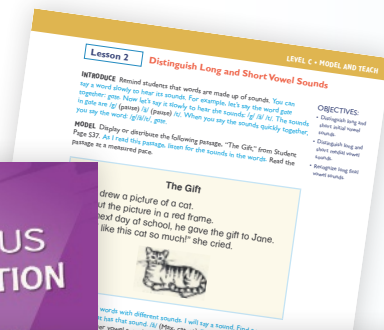 LEVEL C • MODEL AND TEACH
Lesson 2
Distinguish Long and Short Vowel Sounds
INTRODUCE Remind students that words are made up of sounds. You can
say a word slowly to hear its sounds. For example, let's say the word gate
together: gate. Now let's say is slowly to hear the sounds: /g/ /ā/ /t/. The sounds
in gate are /g/ (pause) /ā/ (pause) /t/. When you say the sounds quickly together,
you say the word: /g/ā/t/, gate.
MODEL Display or distribute the following passage, "The Gift," from Student
Page S37. As I read this passage, listen for the sounds in the words. Read the
passage at a measured pace.
OBJECTIVES:
• Distinguish long and
short initial vowel
sounds
• Distinguish long and
short medial vowel
sounds
• Recognize long final
vowel sounds
The Gift
drew a picture of a cat.
ut the picture in a red frame.
next day at school, he gave the gift to Jane.
like this cat so much!" she cried.
US
TION
words with different sounds. I will say a sound. Find
has that sound. /ă/